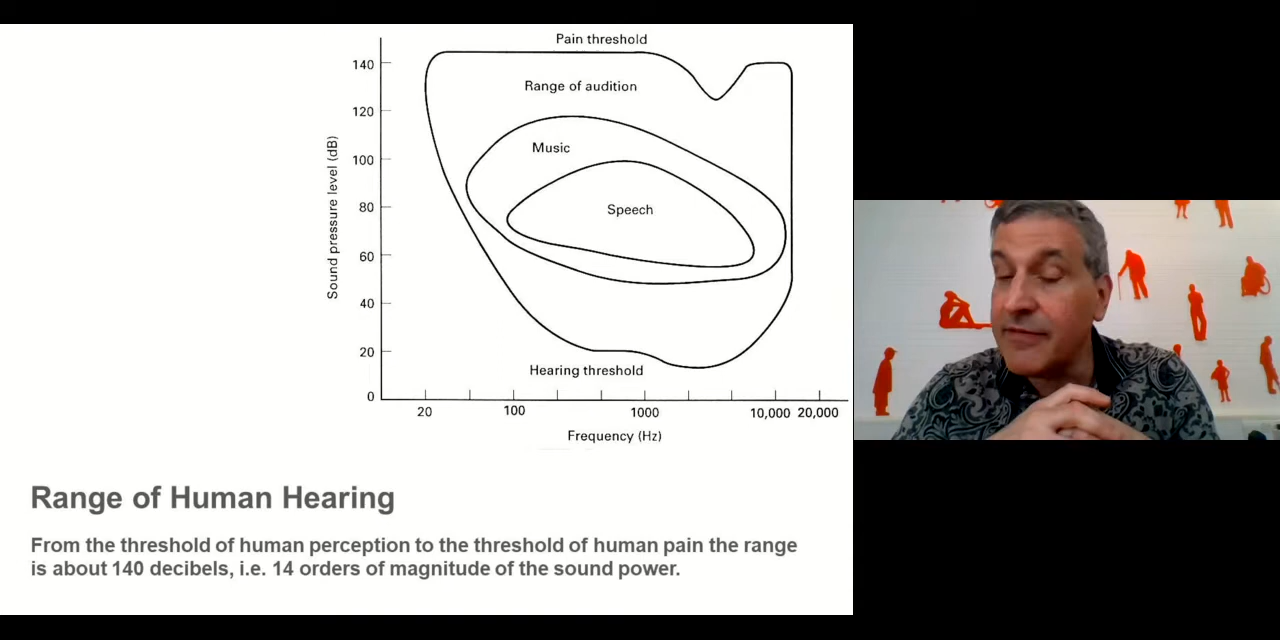 Pain threshold
140
Range of audition
120
Music
100
Sound pressure level (dB)
80
Speech
60
40
20
Hearing threshold
0
20
100
1000
10,000 20,000
Frequency (Hz)
Range of Human Hearing
From the threshold of human perception to the threshold of human pain the range
is about 140 decibels, i.e. 14 orders of magnitude of the sound power.